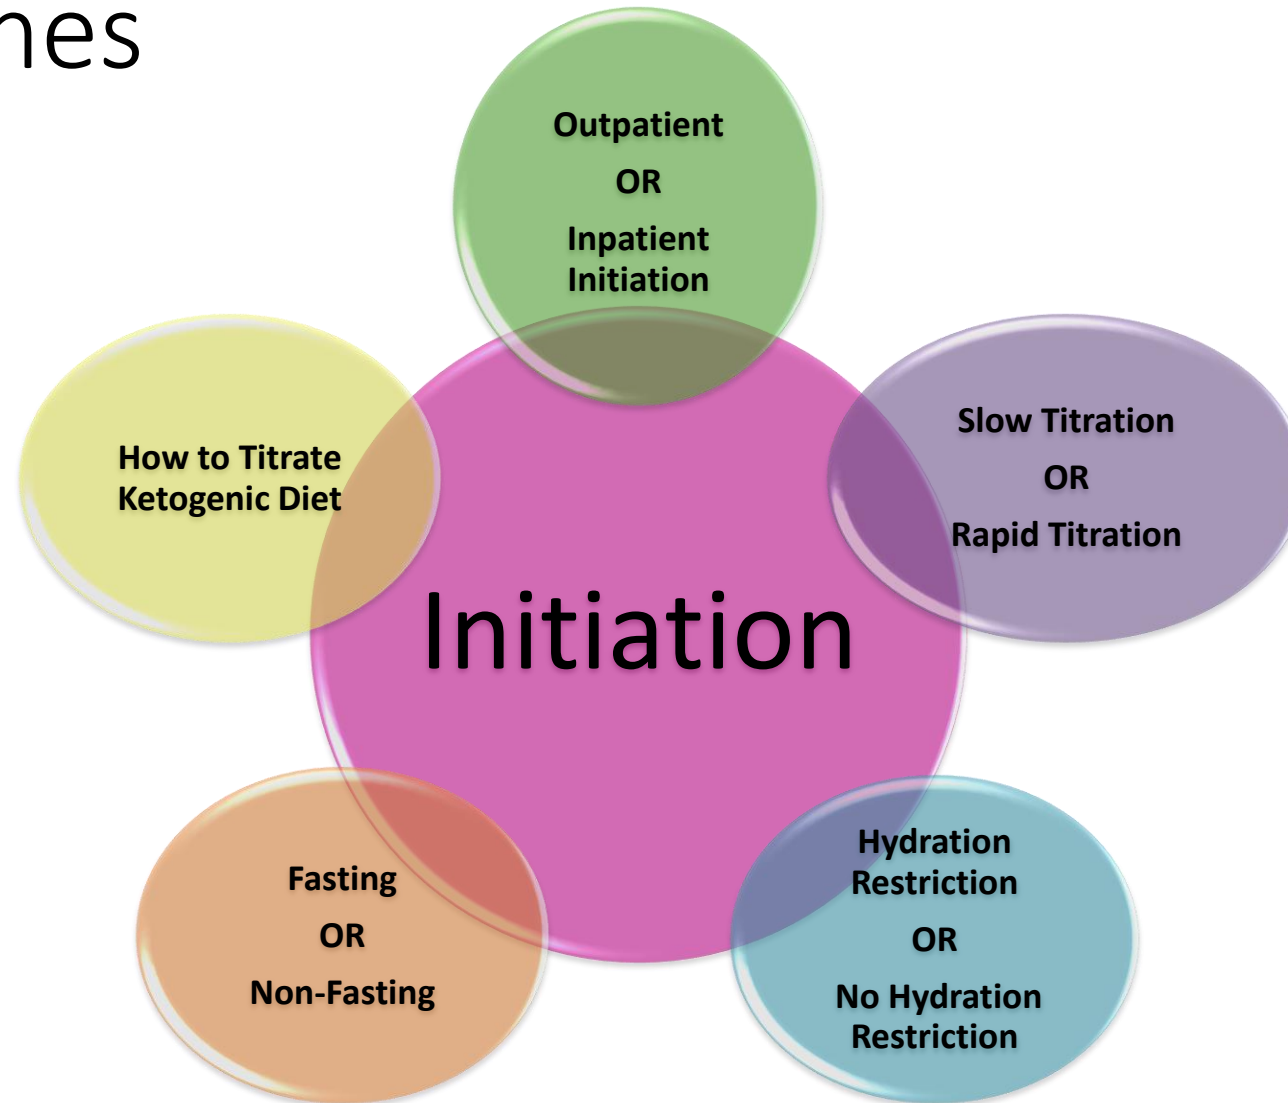 nes
Outpatient
OR
Inpatient
Initiation
Slow Titration
OR
Rapid Titration
How to Titrate
Ketogenic Diet
Initiation
Hydration
Restriction
OR
No Hydration
Restriction
Fasting
OR
Non-Fasting